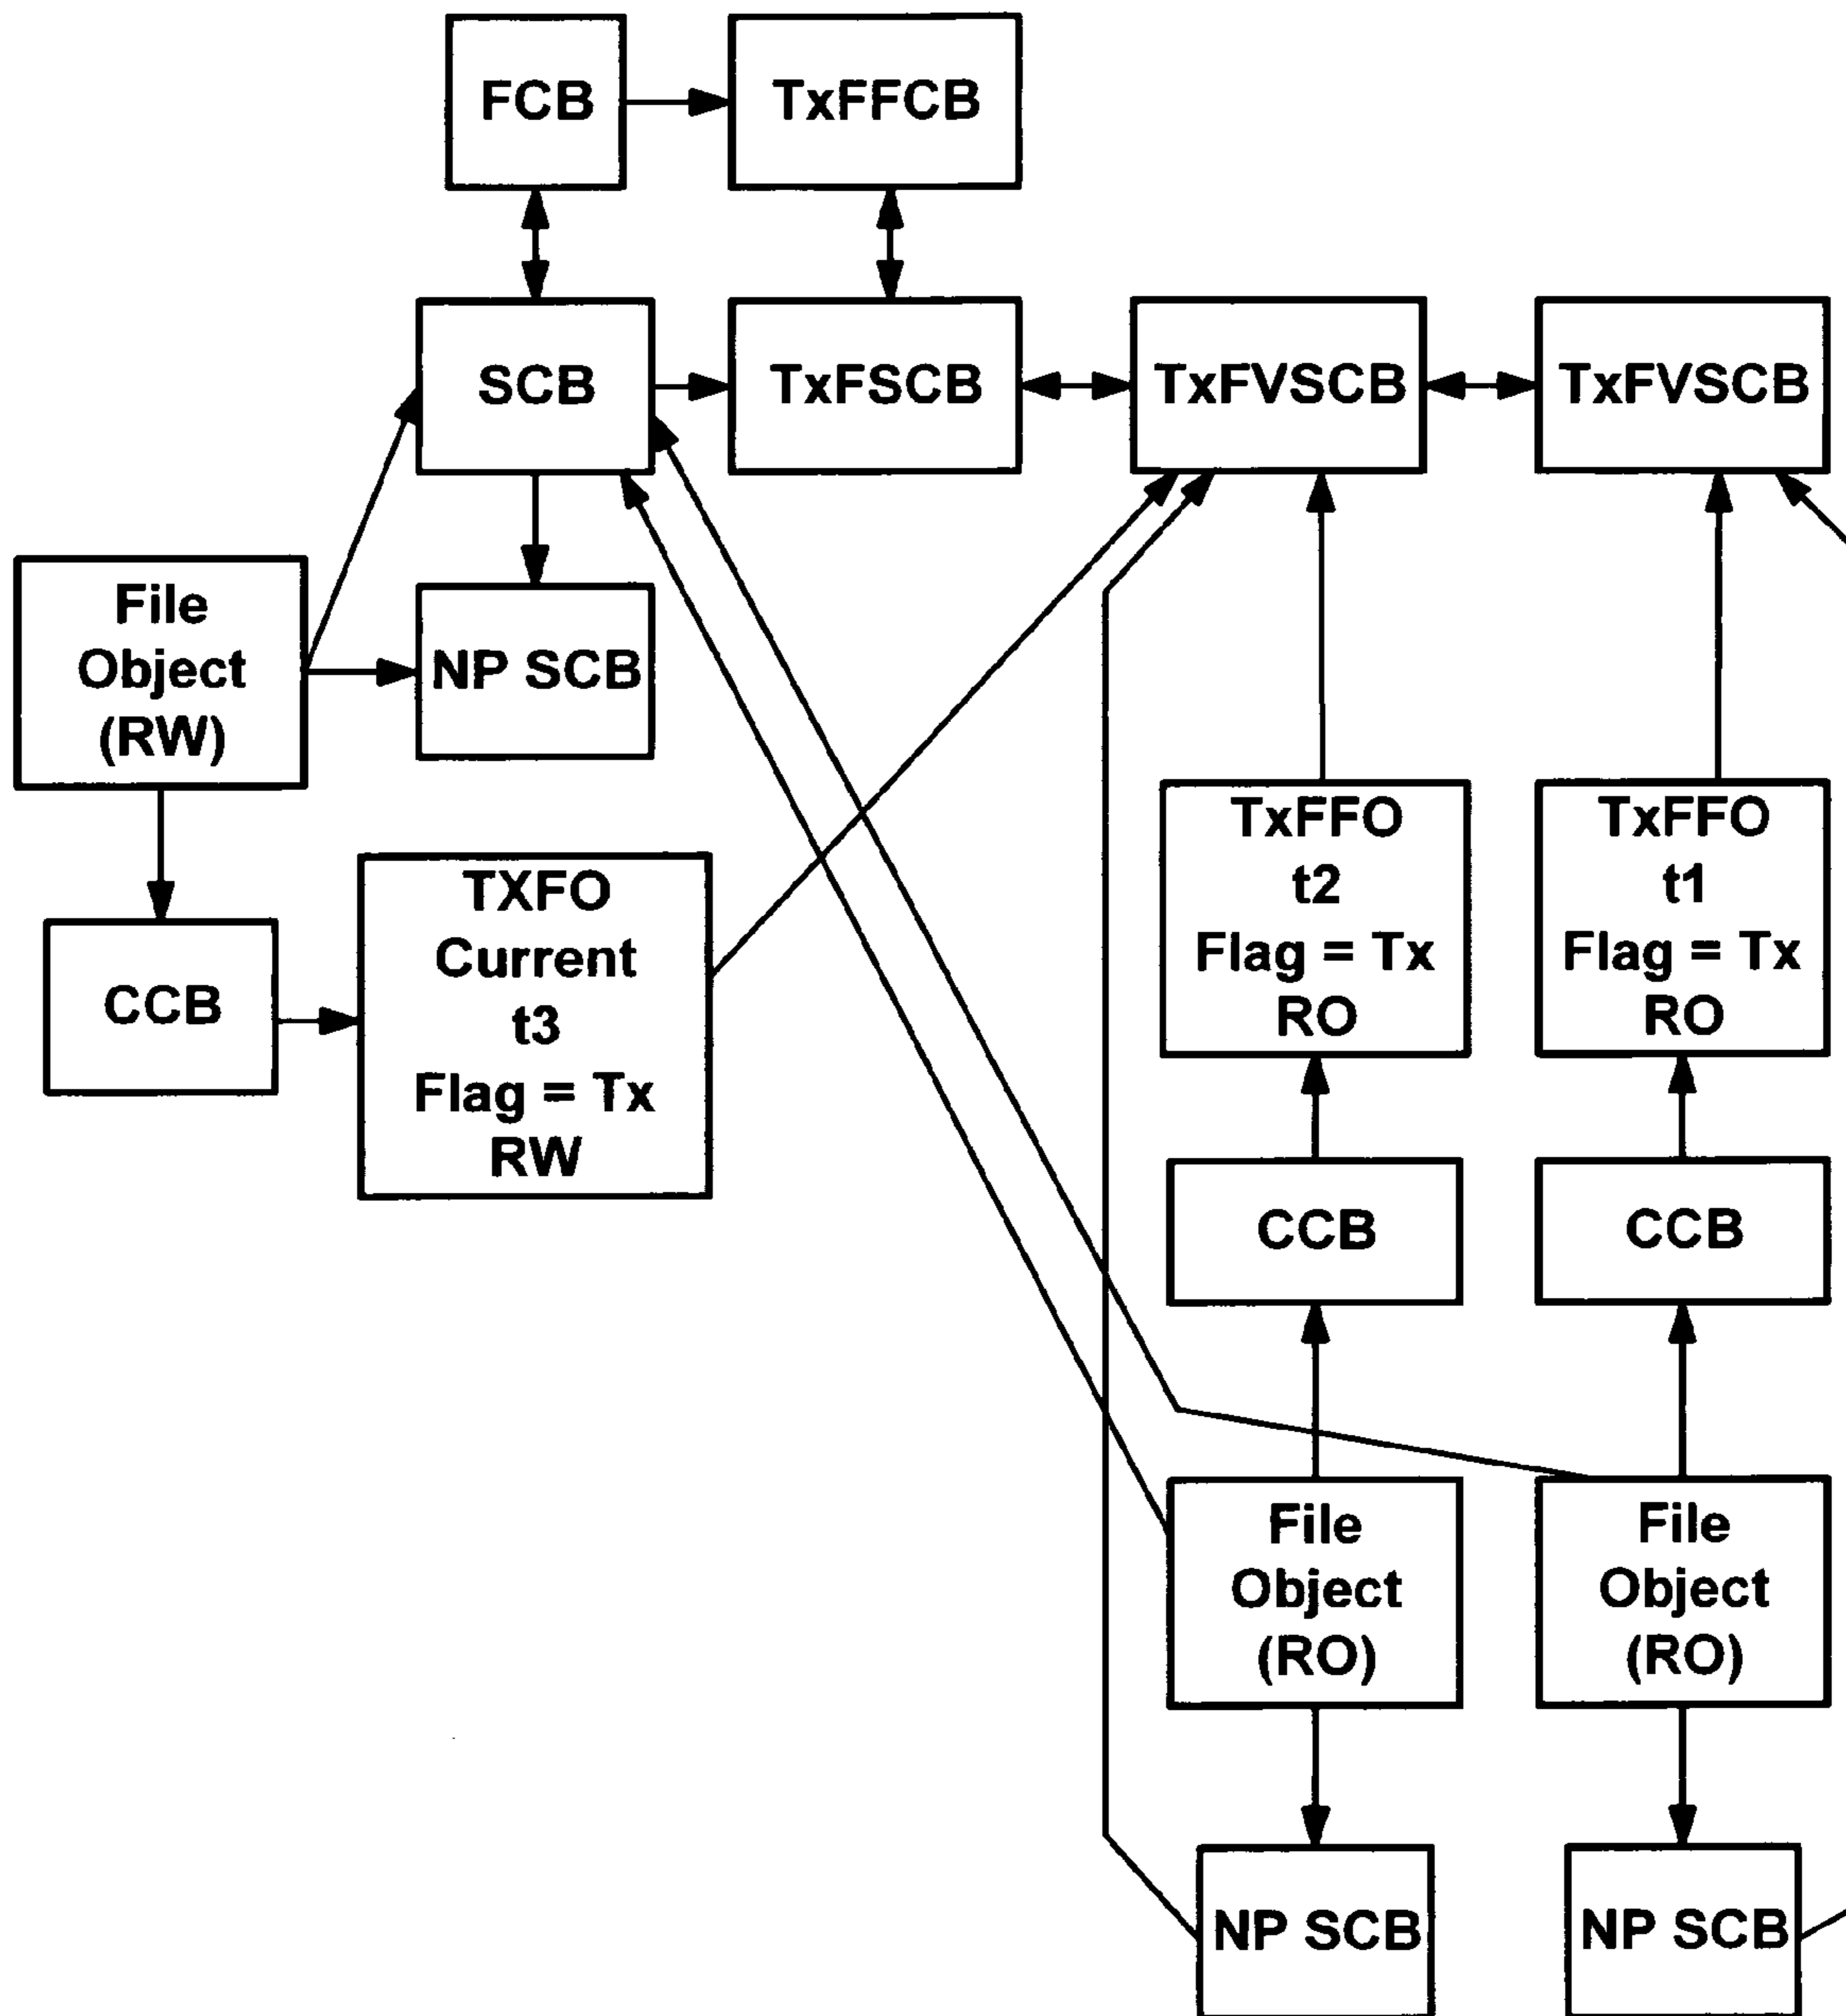 FCB
TxFFCB
SCB
TxFSCB
TxFVSCB
TxFVSCB
File
Object
(RW)
NP SCB
CCB
TXFO
Current
t3
Flag = Tx
RW
TxFFO
t2
Flag = Tx
RO
TxFFO
t1
Flag = Tx
RO
CCB
CCB
File
Object
(RO)
File
Object
(RO)
NP SCB
NP SCB